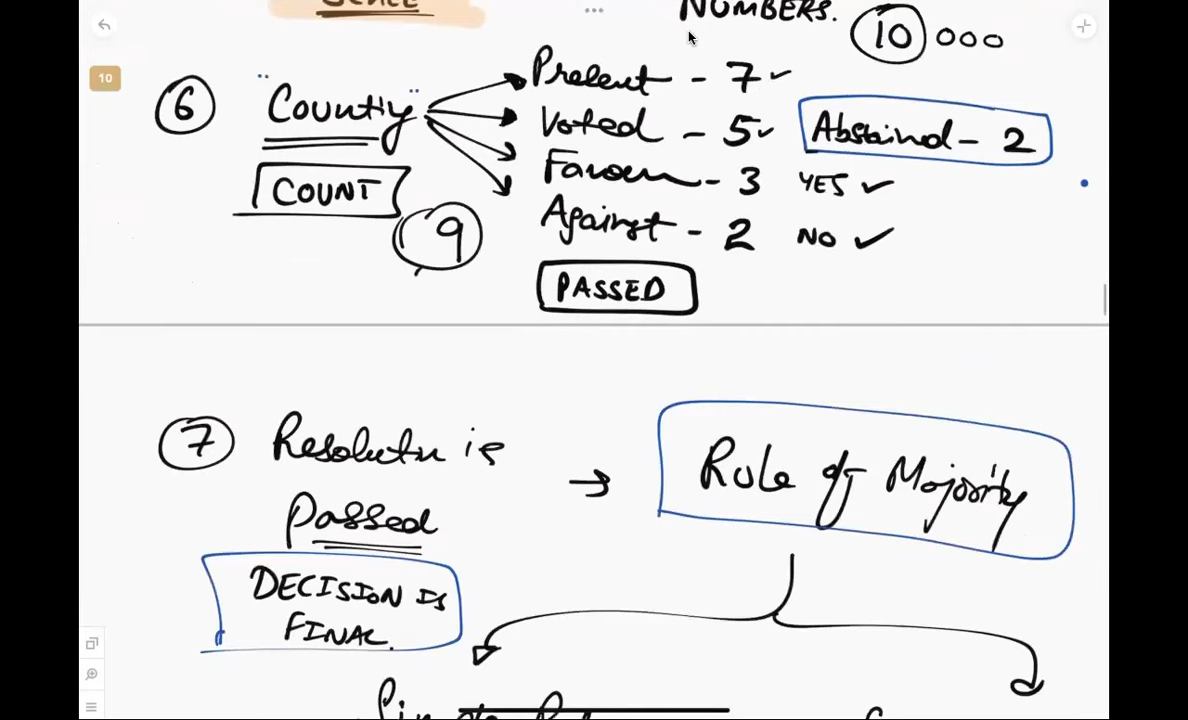 NUMBERS.
10 000
10
6 Counting Present - 7
Voted - 5 Abstained - 2
COUNT Favour - 3 YES
9 Against - 2 NO
PASSED
7 Resolution is → Rule of Majority
Passed
DECISION IS
FINAL.